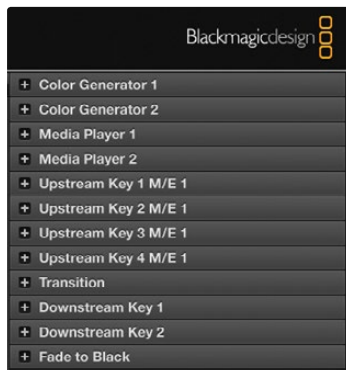 Blackmagicdesign
Color Generator 1
Color Generator 2
Media Player 1
Media Player 2
Upstream Key 1 M/E 1
Upstream Key 2 M/E 1
Upstream Key 3 M/E 1
Upstream Key 4 M/E 1
Transition
Downstream Key 1
Downstream Key 2
Fade to Black